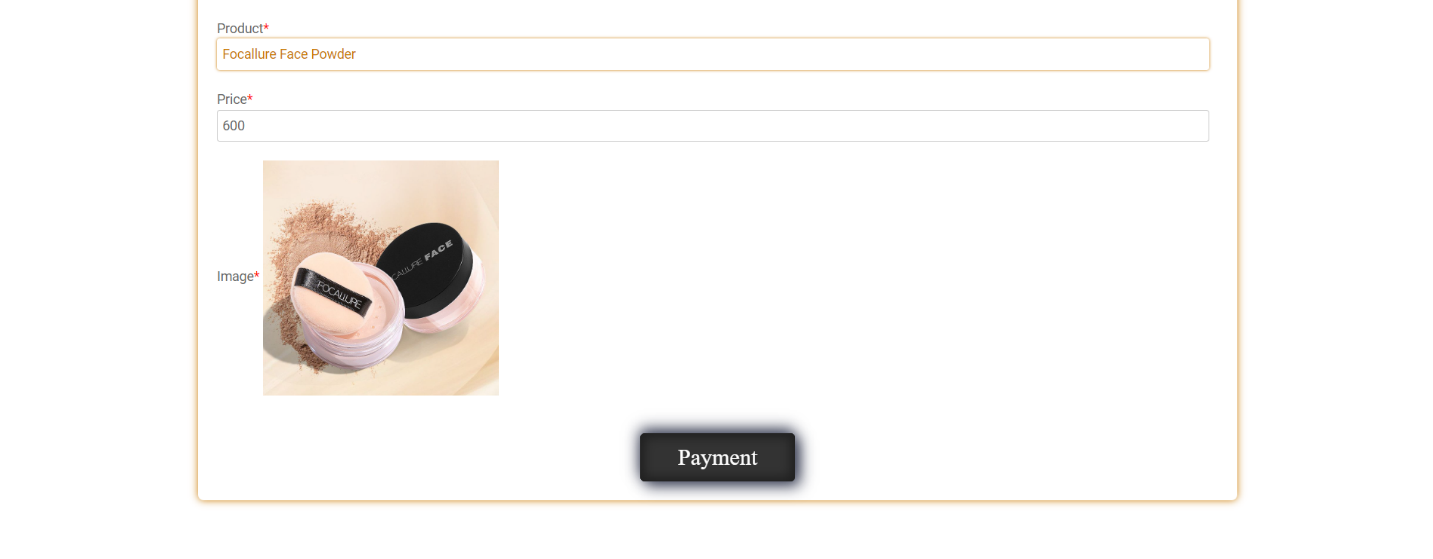 Product*
Focallure Face Powder
Price*
600
Image*
FOCALLURE
CALLURE FACE
Payment